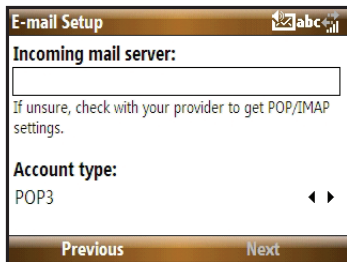 E-mail Setup
abc
Incoming mail server:
If unsure, check with your provider to get POP/IMAP
settings.
Account type:
POP3
Previous
Next